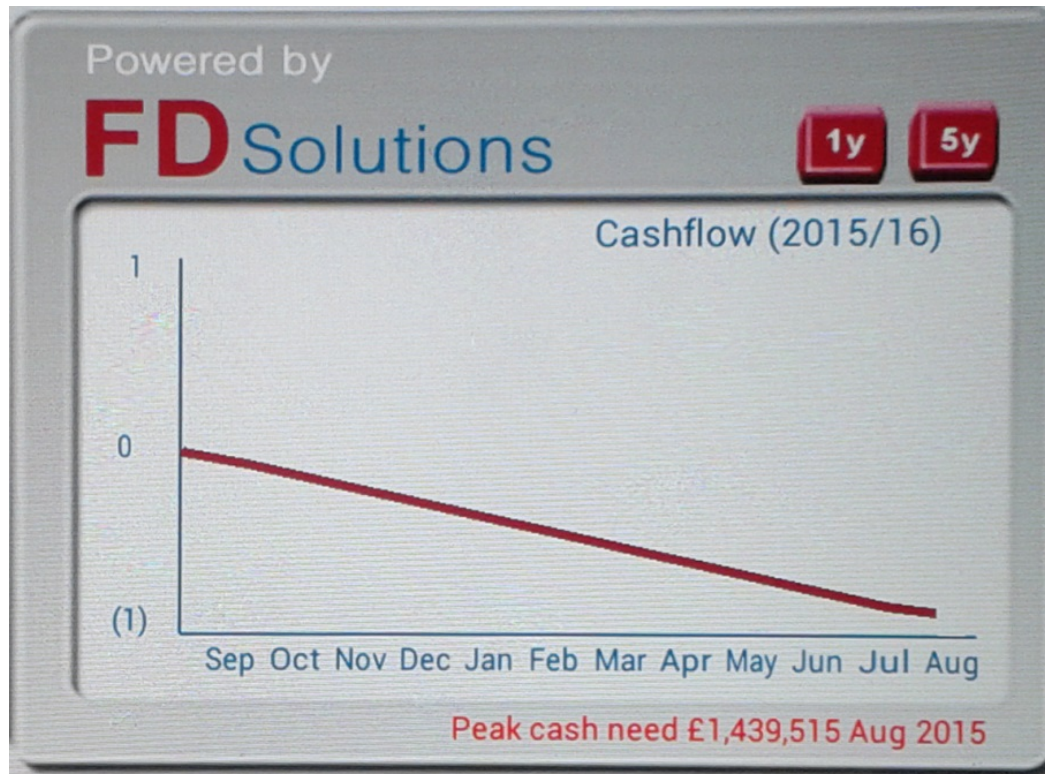 Powered by
FD Solutions
1y 5y
Cashflow (2015/16)
1
0
(1)
Sep Oct Nov Dec Jan Feb Mar Apr May Jun Jul Aug
Peak cash need £1,439,515 Aug 2015